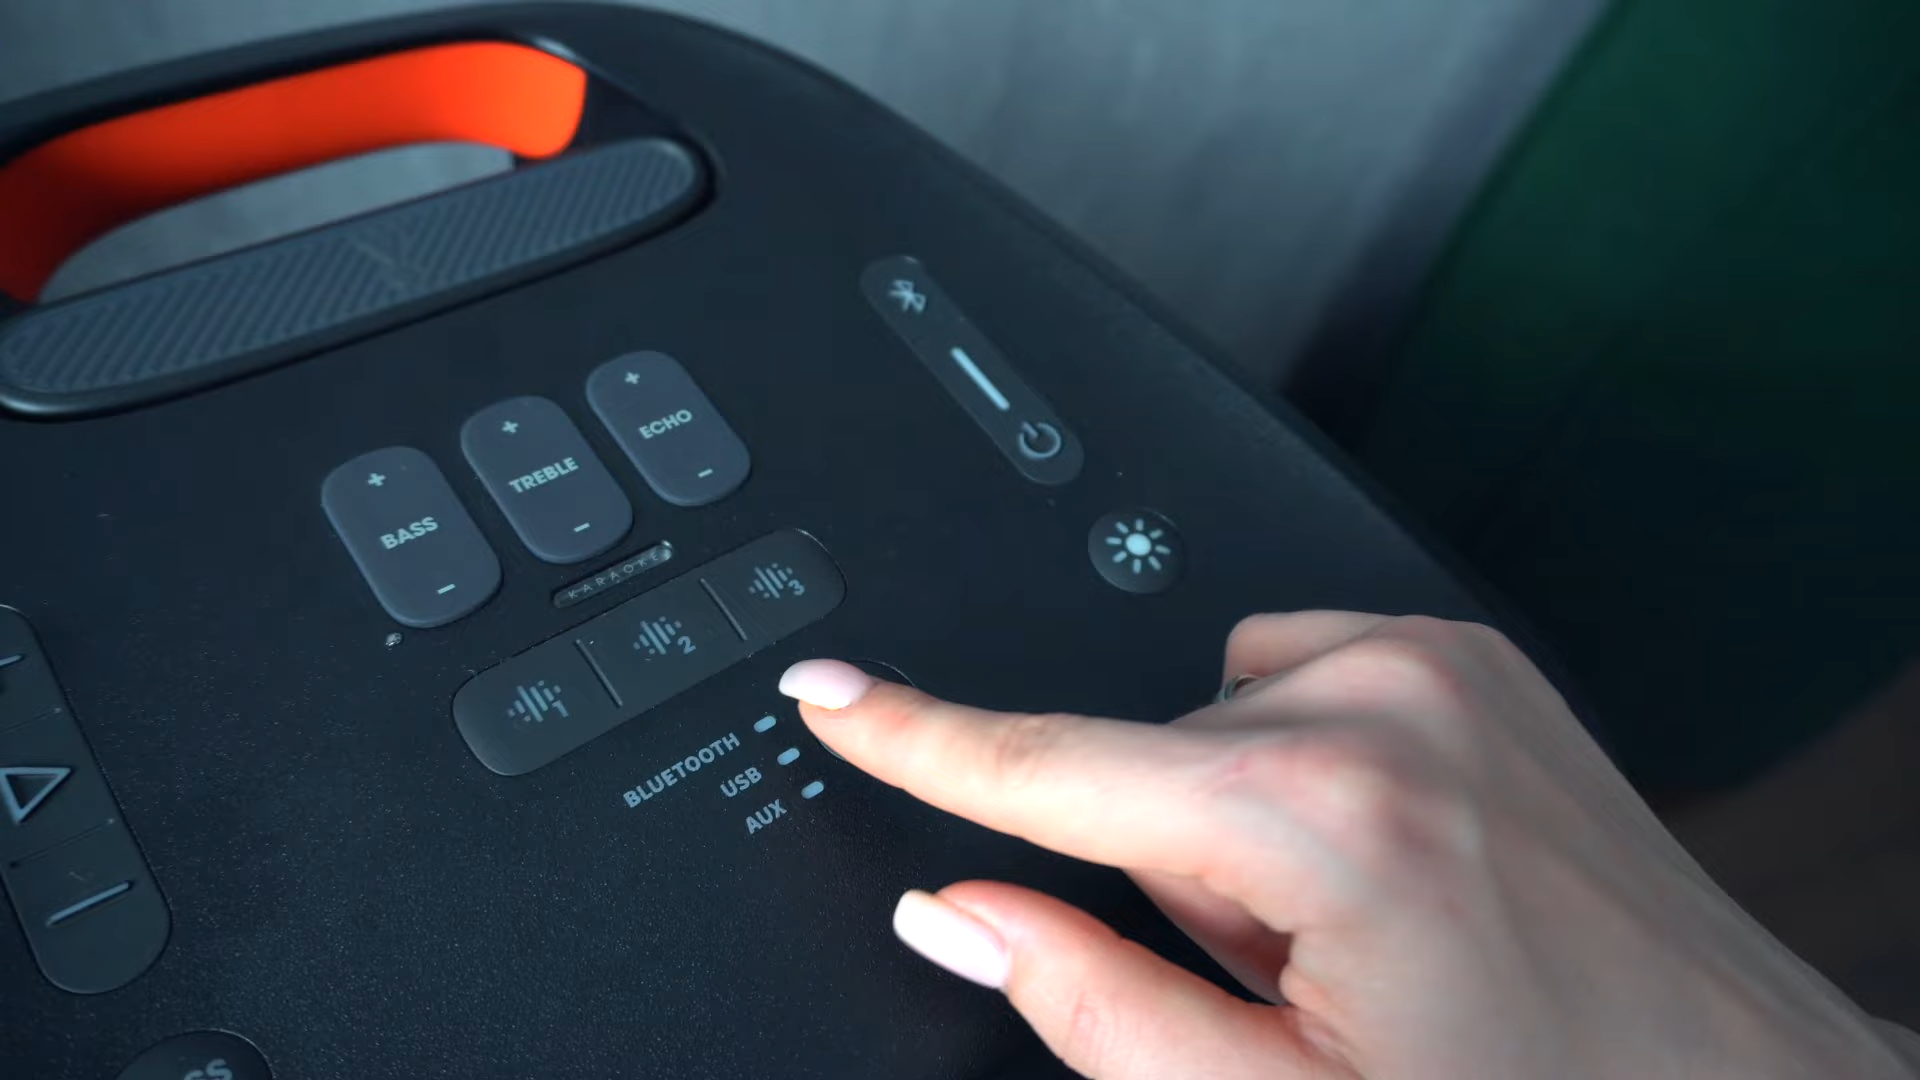 +
ECHO
-
+
TREBLE
-
+
BASS
-
KARAOKE
3
2
1
BLUETOOTH
USB
AUX